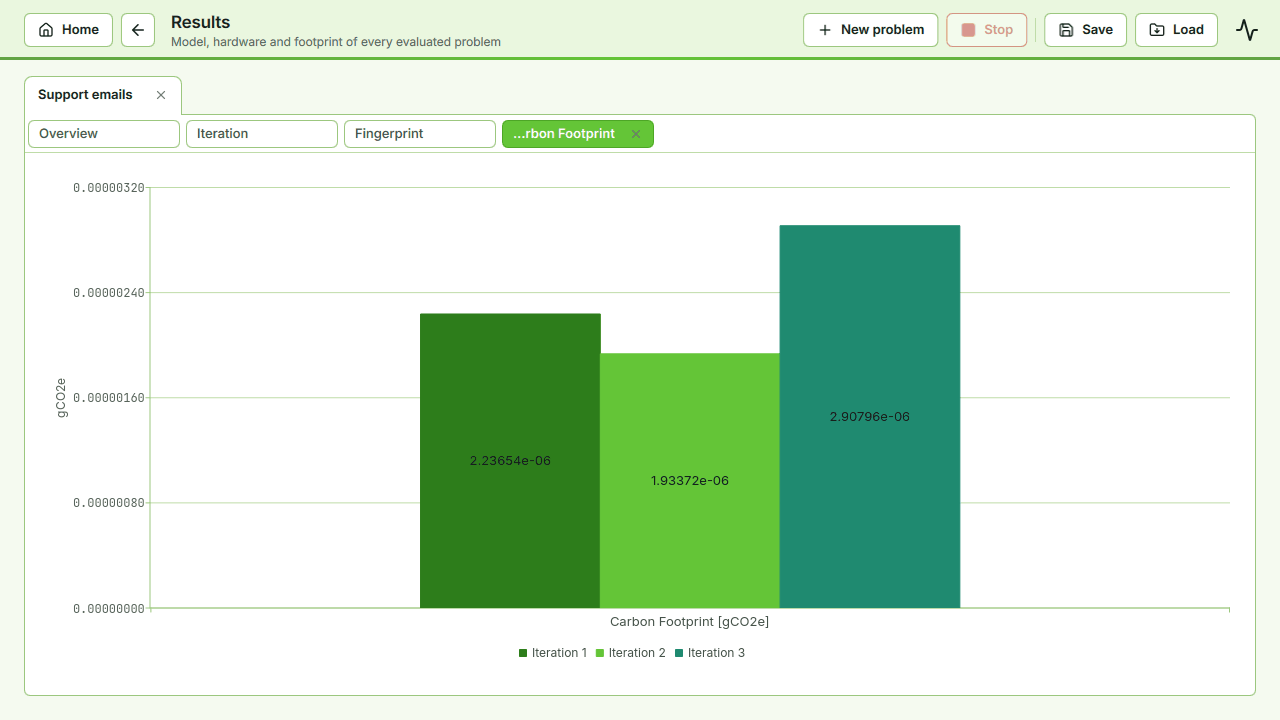 Home
Results
Model, hardware and footprint of every evaluated problem
New problem
Stop
Save
Load
Support emails
Overview
Iteration
Fingerprint
...rbon Footprint
0.00000320
0.00000240
0.00000160
0.00000080
0.00000000
gCO2e
2.23654e-06
1.93372e-06
2.90796e-06
Carbon Footprint [gCO2e]
Iteration 1
Iteration 2
Iteration 3